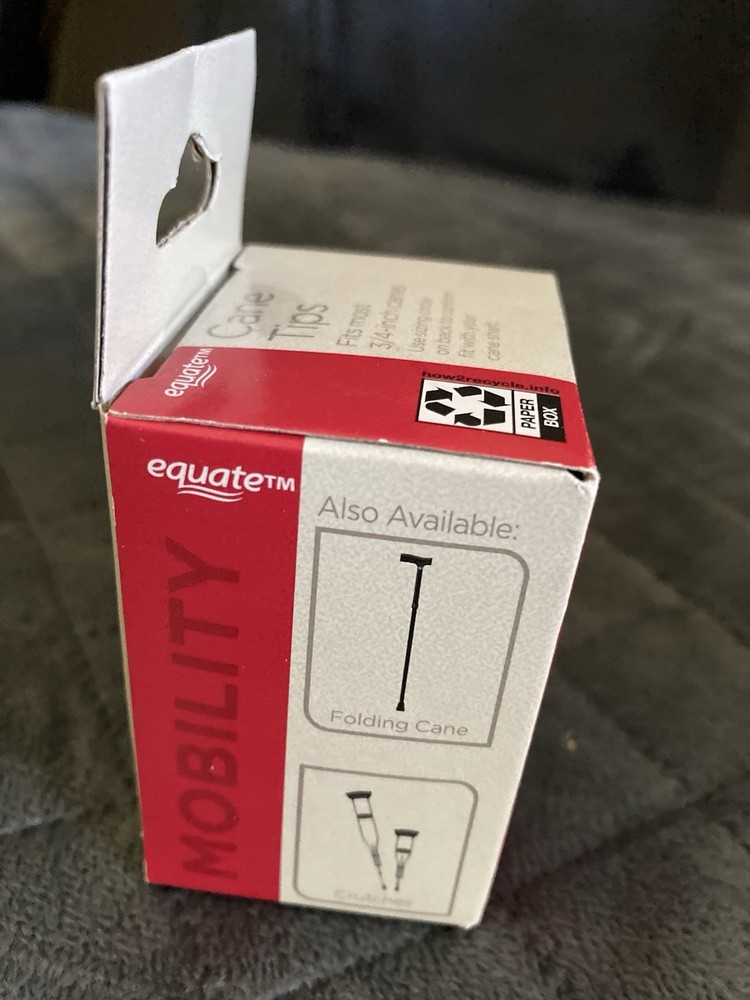 Cane
Tips
Fits most
3/4-inch canes
Use sizing circle
on back to confirm
fit with your
cane size!
equate™
how2recycle.info
PAPER
BOX
equate™
MOBILITY
Also Available:
Folding Cane
Crutches